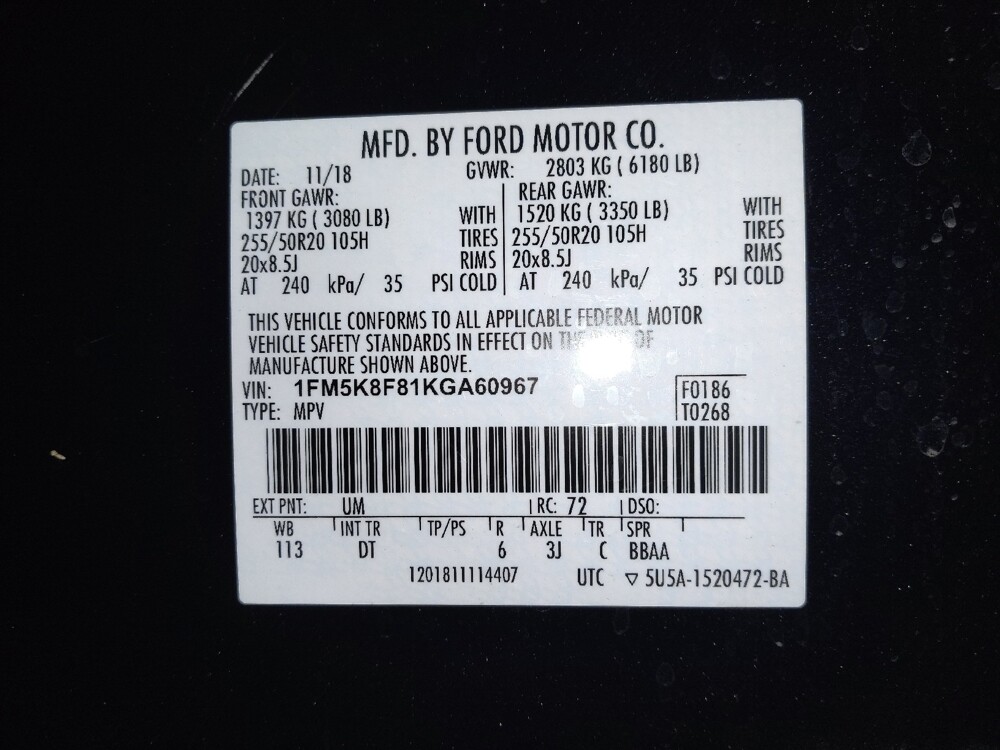 MFD. BY FORD MOTOR CO.
DATE: 11/18 GVWR: 2803 KG ( 6180 LB)
FRONT GAWR: REAR GAWR:
1397 KG ( 3080 LB) WITH 1520 KG ( 3350 LB) WITH
255/50R20 105H TIRES 255/50R20 105H TIRES
20x8.5J RIMS 20x8.5J RIMS
AT 240 kPa/ 35 PSI COLD AT 240 kPa/ 35 PSI COLD
THIS VEHICLE CONFORMS TO ALL APPLICABLE FEDERAL MOTOR
VEHICLE SAFETY STANDARDS IN EFFECT ON THE OF
MANUFACTURE SHOWN ABOVE.
VIN: 1FM5K8F81KGA60967 F0186
TYPE: MPV T0268
EXT PNT: UM RC: 72 DSO:
WB INT TR TP/PS R AXLE TR SPR
113 DT 6 3J C BBAA
1201811114407 UTC ▽ 5U5A-1520472-BA